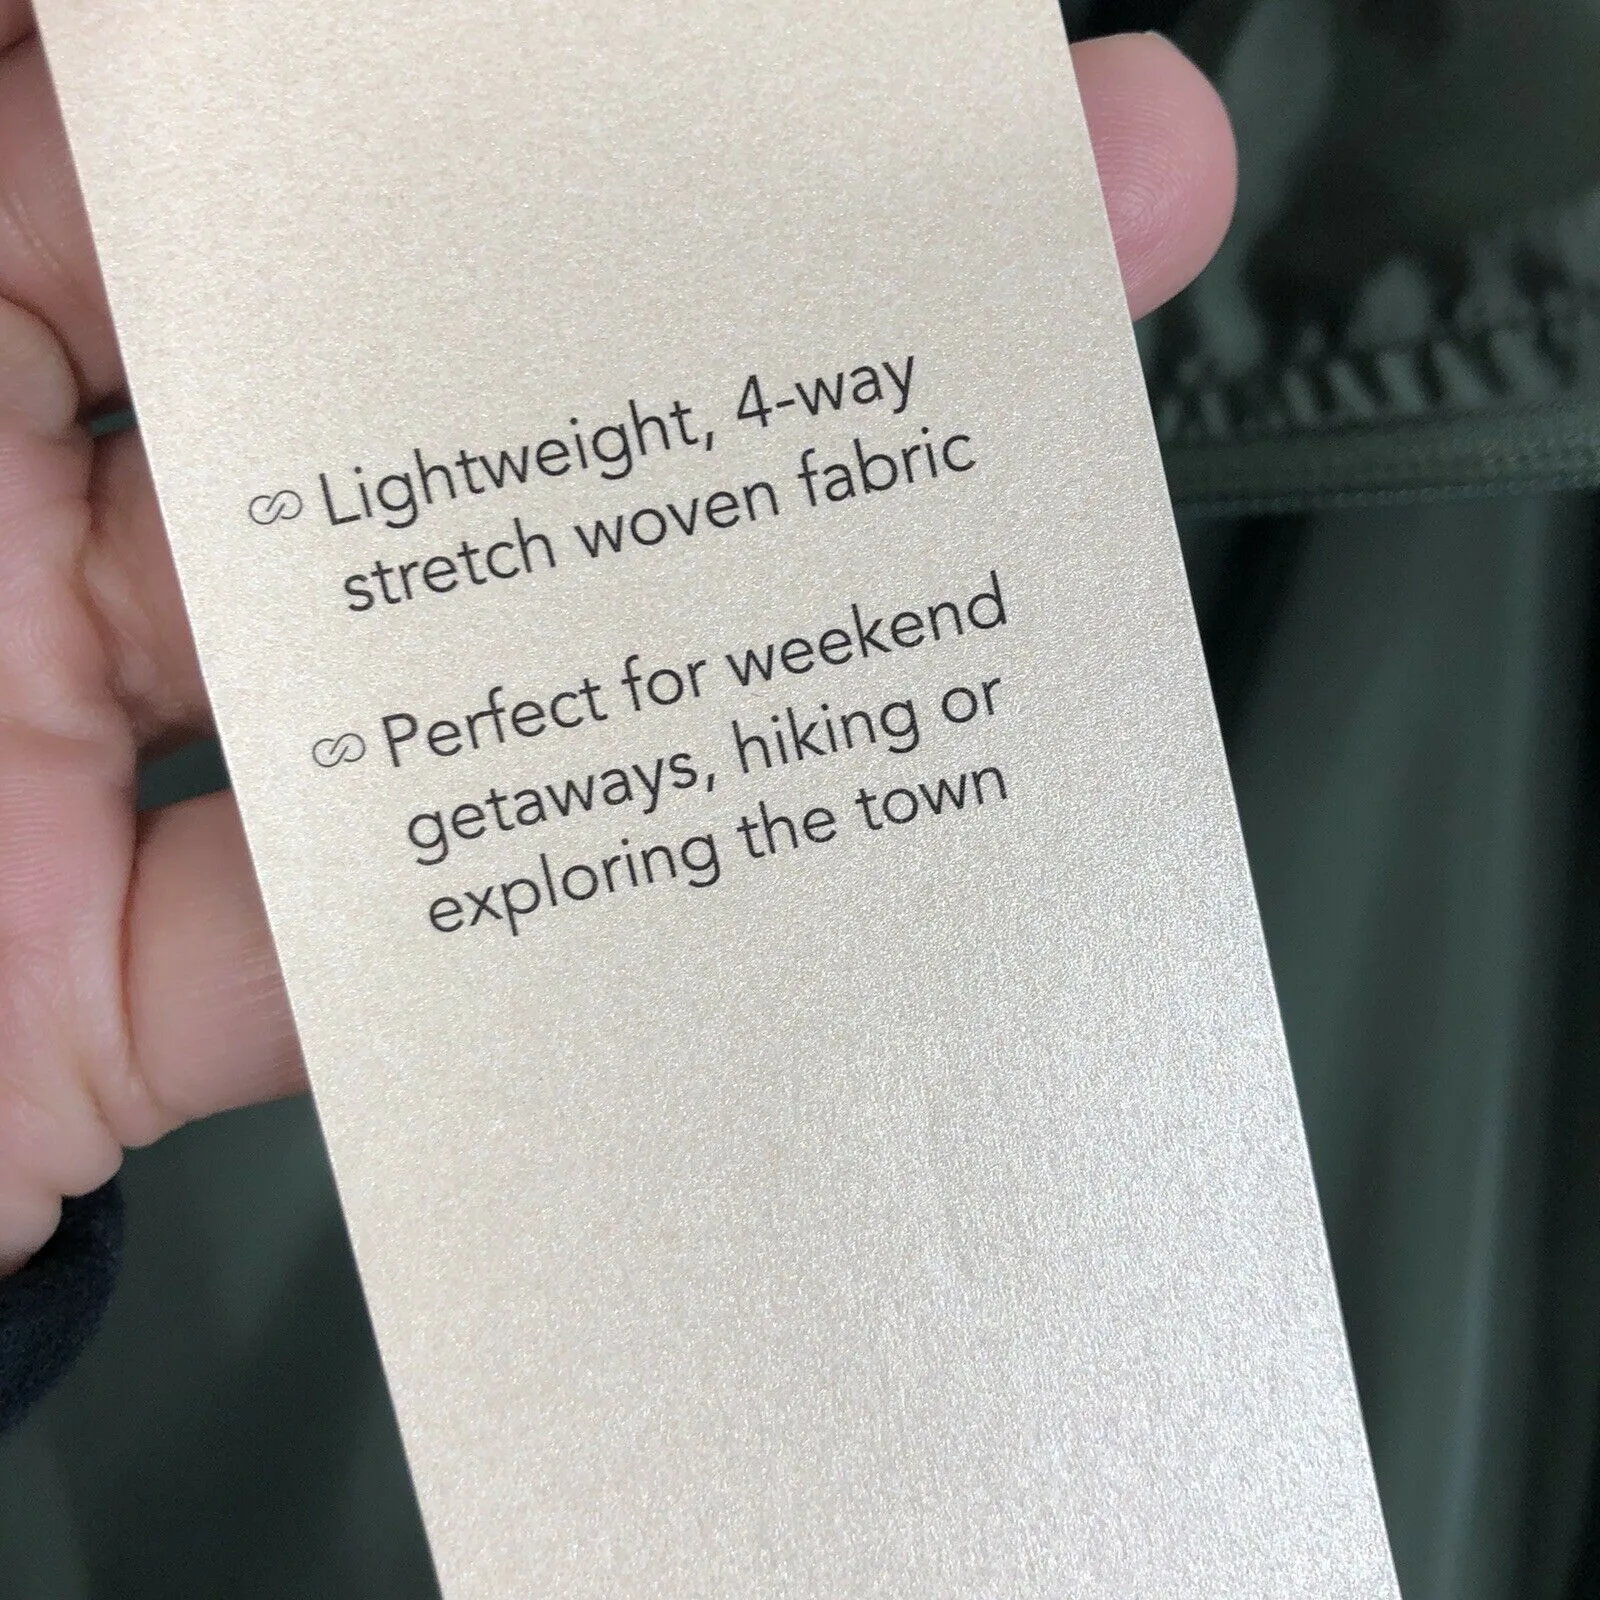 Lightweight, 4-way
stretch woven fabric
Perfect for weekend
getaways, hiking or
exploring the town